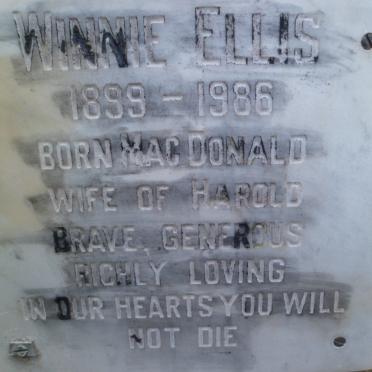 WINNIE ELLIS
1899 - 1986
BORN MACDONALD
WIFE OF HAROLD
BRAVE, GENEROUS
RICHLY LOVING
IN OUR HEARTS YOU WILL
NOT DIE